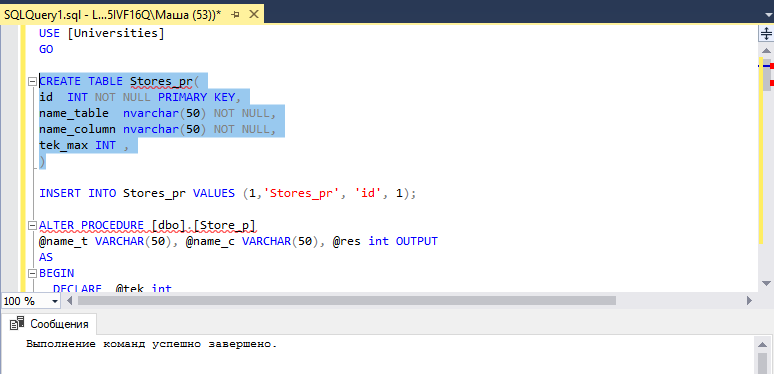 SQLQuery1.sql - L...5IVF16Q\Маша (53))*
USE [Universities]
GO
CREATE TABLE Stores_pr(
id  INT NOT NULL PRIMARY KEY,
name_table  nvarchar(50) NOT NULL,
name_column nvarchar(50) NOT NULL,
tek_max INT ,
)
INSERT INTO Stores_pr VALUES (1,'Stores_pr', 'id', 1);
ALTER PROCEDURE [dbo].[Store_p]
@name_t VARCHAR(50), @name_c VARCHAR(50), @res int OUTPUT
AS
BEGIN
DECLARE  @tek int
100 %
Сообщения
Выполнение команд успешно завершено.